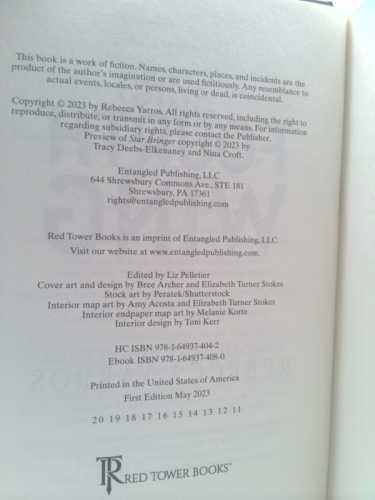 This book is a work of fiction. Names, characters, places, and incidents are the
product of the author's imagination or are used fictitiously. Any resemblance to
actual events, locales, or persons, living or dead, is coincidental.
Copyright © 2023 by Rebecca Yarros. All rights reserved, including the right to
reproduce, distribute, or transmit in any form or by any means. For information
regarding subsidiary rights, please contact the Publisher.
Preview of Star Bringer copyright © 2023 by
Tracy Deebs-Elkenaney and Nina Croft.
Entangled Publishing, LLC
644 Shrewsbury Commons Ave., STE 181
Shrewsbury, PA 17361
rights@entangledpublishing.com
Red Tower Books is an imprint of Entangled Publishing, LLC.
Visit our website at www.entangledpublishing.com.
Edited by Liz Pelletier
Cover art and design by Bree Archer and Elizabeth Turner Stokes
Stock art by Peratek/Shutterstock
Interior map art by Amy Acosta and Elizabeth Turner Stokes
Interior endpaper map art by Melanie Korte
Interior design by Toni Kerr
HC ISBN 978-1-64937-404-2
Ebook ISBN 978-1-64937-408-0
Printed in the United States of America
First Edition May 2023
20 19 18 17 16 15 14 13 12 11
TR RED TOWER BOOKS™